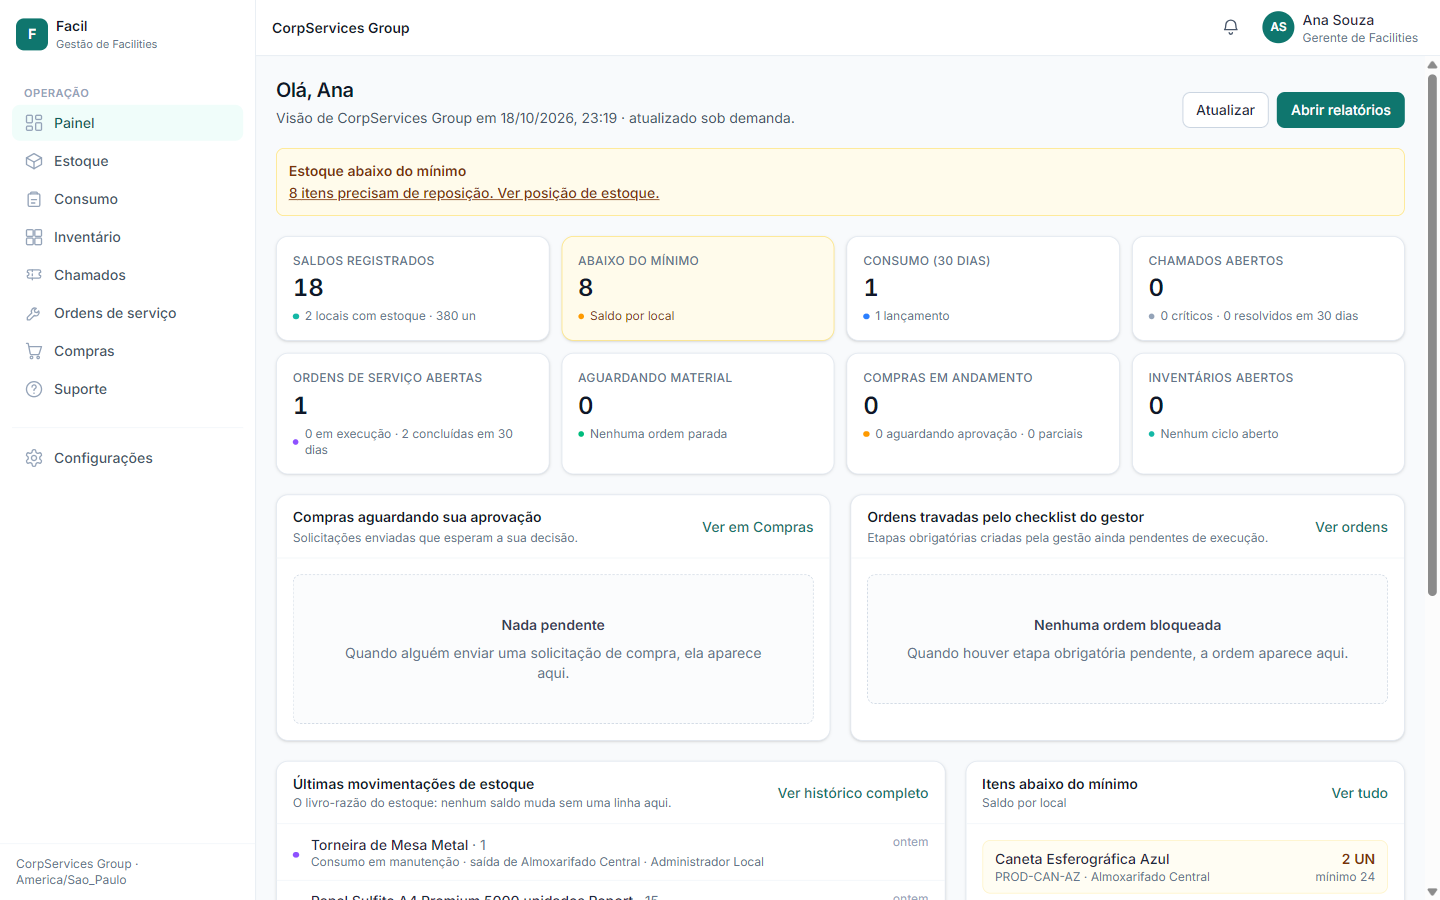 F
Facil
Gestão de Facilities
OPERAÇÃO
Painel
Estoque
Consumo
Inventário
Chamados
Ordens de serviço
Compras
Suporte
Configurações
CorpServices Group ·
America/Sao_Paulo
CorpServices Group
AS
Ana Souza
Gerente de Facilities
Olá, Ana
Visão de CorpServices Group em 18/10/2026, 23:19 · atualizado sob demanda.
Atualizar
Abrir relatórios
Estoque abaixo do mínimo
8 itens precisam de reposição. Ver posição de estoque.
SALDOS REGISTRADOS
18
2 locais com estoque · 380 un
ABAIXO DO MÍNIMO
8
Saldo por local
CONSUMO (30 DIAS)
1
1 lançamento
CHAMADOS ABERTOS
0
0 críticos · 0 resolvidos em 30 dias
ORDENS DE SERVIÇO ABERTAS
1
0 em execução · 2 concluídas em 30
dias
AGUARDANDO MATERIAL
0
Nenhuma ordem parada
COMPRAS EM ANDAMENTO
0
0 aguardando aprovação · 0 parciais
INVENTÁRIOS ABERTOS
0
Nenhum ciclo aberto
Compras aguardando sua aprovação
Solicitações enviadas que esperam a sua decisão.
Ver em Compras
Nada pendente
Quando alguém enviar uma solicitação de compra, ela aparece
aqui.
Ordens travadas pelo checklist do gestor
Etapas obrigatórias criadas pela gestão ainda pendentes de execução.
Ver ordens
Nenhuma ordem bloqueada
Quando houver etapa obrigatória pendente, a ordem aparece aqui.
Últimas movimentações de estoque
O livro-razão do estoque: nenhum saldo muda sem uma linha aqui.
Ver histórico completo
Torneira de Mesa Metal · 1
Consumo em manutenção · saída de Almoxarifado Central · Administrador Local
ontem
Papel Sulfite A4 Premium 5000 unidades Report · 15
ontem
Itens abaixo do mínimo
Saldo por local
Ver tudo
Caneta Esferográfica Azul
PROD-CAN-AZ · Almoxarifado Central
2 UN
mínimo 24